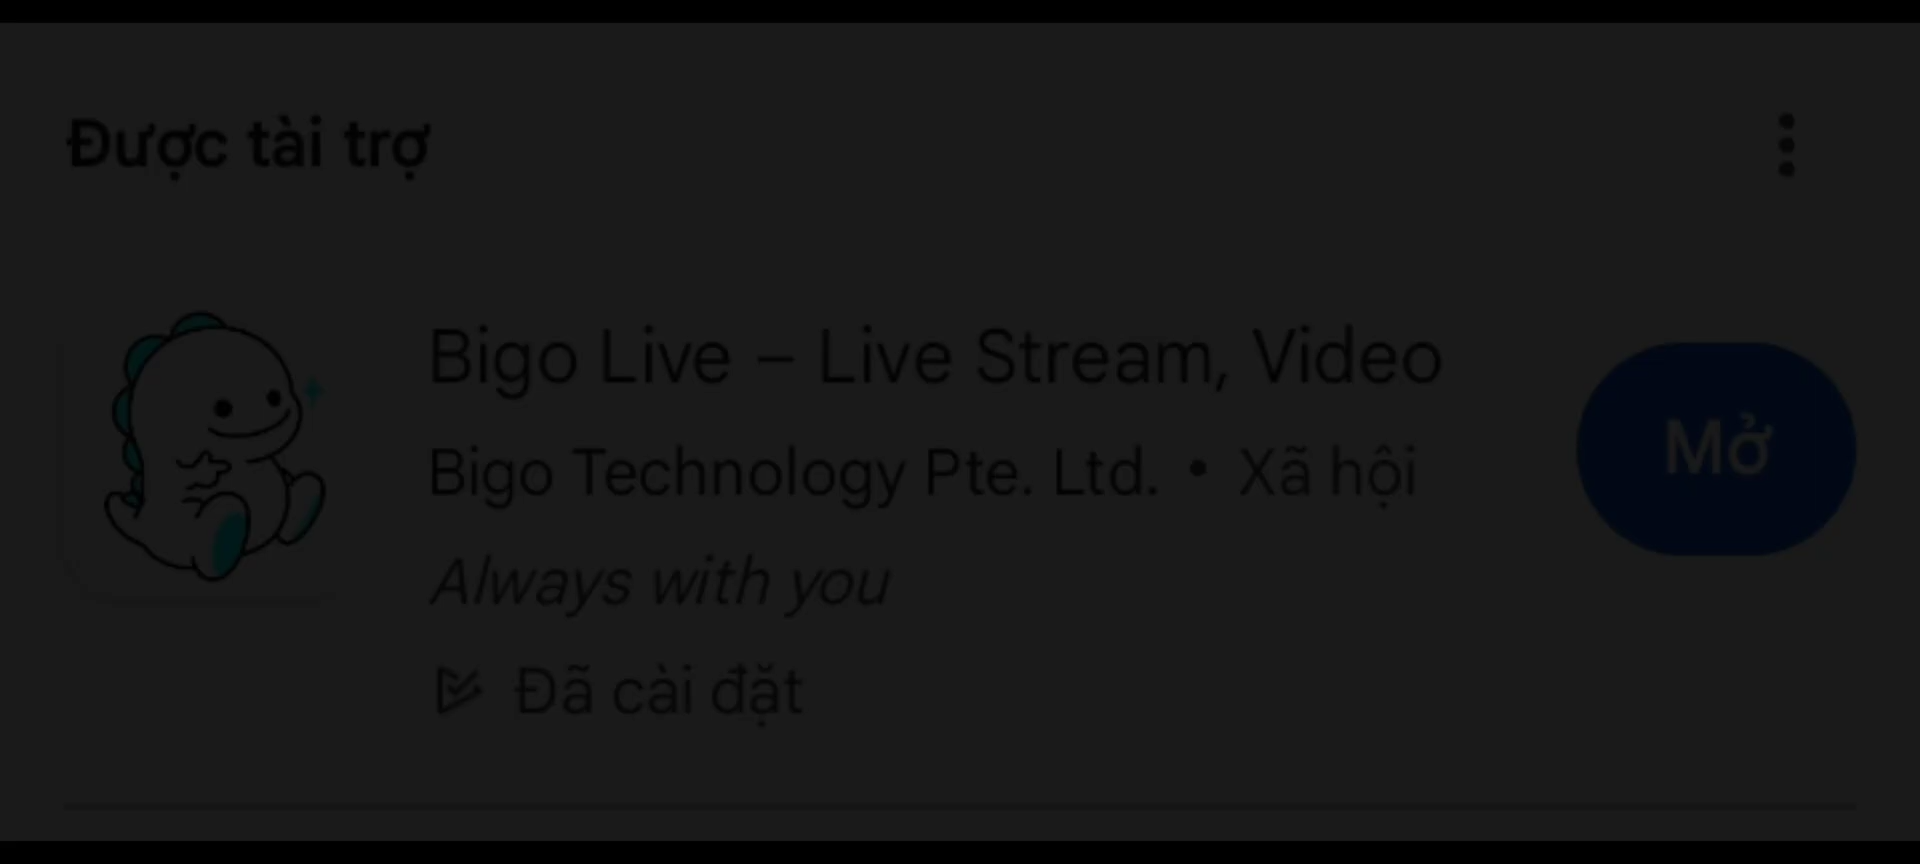 Được tài trợ
Bigo Live – Live Stream, Video
Bigo Technology Pte. Ltd. • Xã hội
Always with you
Đã cài đặt
Mở